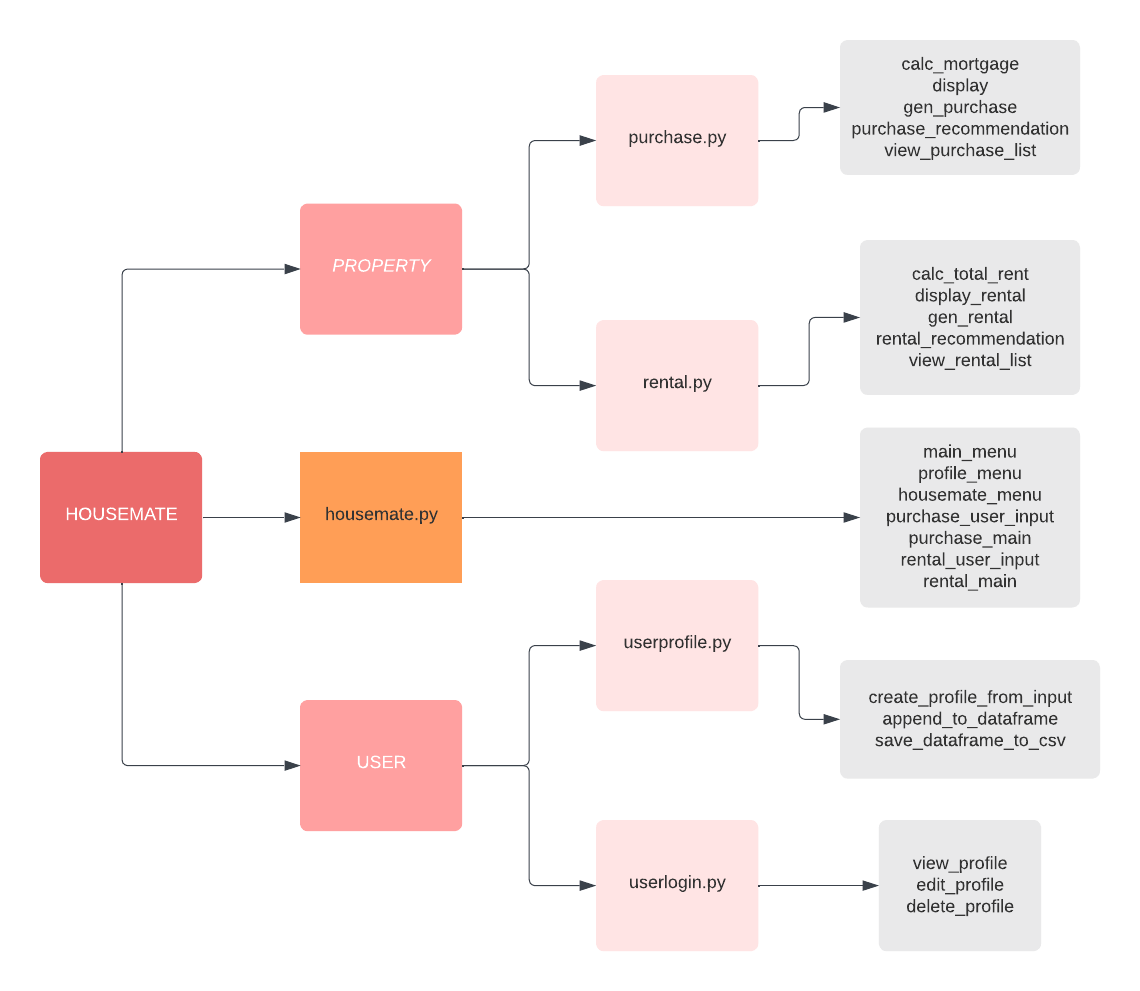 HOUSEMATE
PROPERTY
purchase.py
calc_mortgage
display
gen_purchase
purchase_recommendation
view_purchase_list
rental.py
calc_total_rent
display_rental
gen_rental
rental_recommendation
view_rental_list
housemate.py
main_menu
profile_menu
housemate_menu
purchase_user_input
purchase_main
rental_user_input
rental_main
USER
userprofile.py
create_profile_from_input
append_to_dataframe
save_dataframe_to_csv
userlogin.py
view_profile
edit_profile
delete_profile